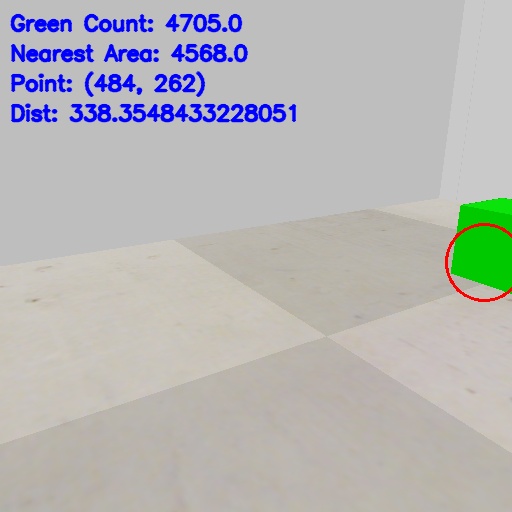 Green Count: 4705.0
Nearest Area: 4568.0
Point: (484, 262)
Dist: 338.3548433228051